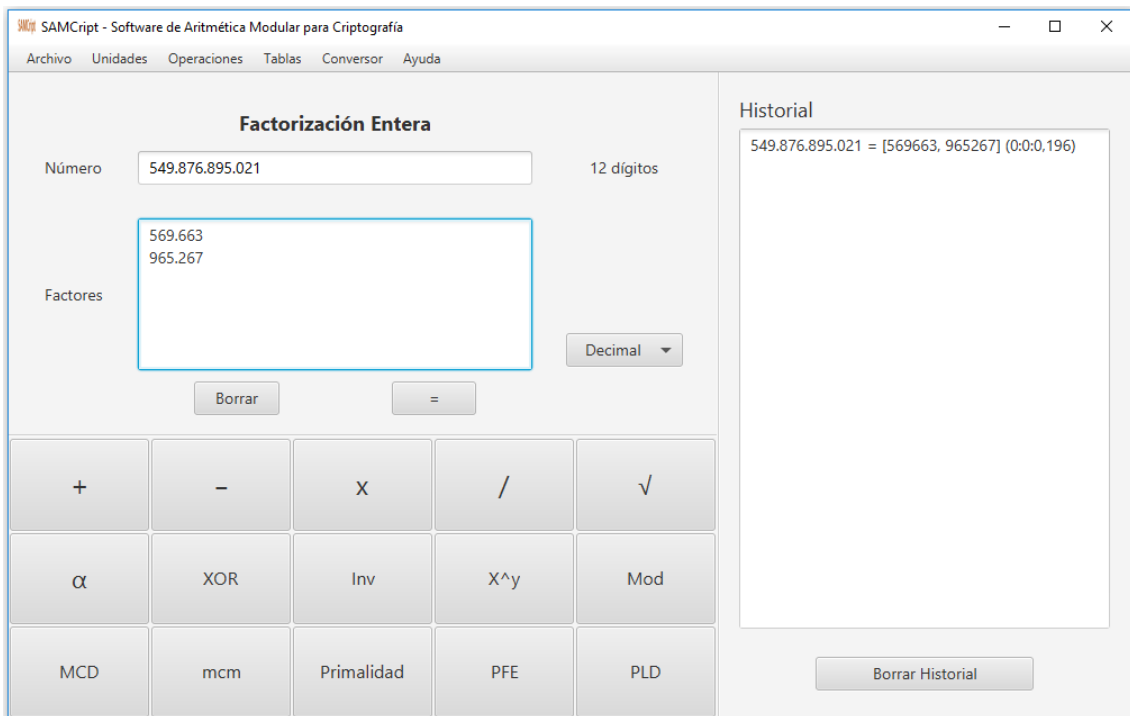 SAMCript - Software de Aritmética Modular para Criptografía
Archivo Unidades Operaciones Tablas Conversor Ayuda
Factorización Entera
Número 549.876.895.021 12 dígitos
Factores
569.663
965.267
Decimal
Borrar =
+ − x / √
α XOR Inv X^y Mod
MCD mcm Primalidad PFE PLD
Historial
549.876.895.021 = [569663, 965267] (0:0:0,196)
Borrar Historial